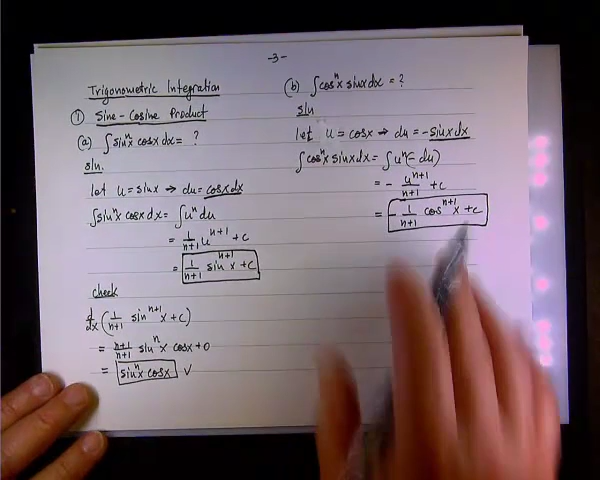 -3-
Trigonometric Integration
① Sine-Cosine Product
(a) ∫sinⁿx cosx dx = ?
sln.
let u = sinx → du = cosx dx
∫sinⁿx cosx dx = ∫uⁿ du
= 1/(n+1) uⁿ⁺¹ + c
= 1/(n+1) sinⁿ⁺¹x + c
check
d/dx (1/(n+1) sinⁿ⁺¹x + c)
= (n+1)/(n+1) sinⁿx cosx + 0
= sinⁿx cosx √
(b) ∫cosⁿx sinx dx = ?
sln
let u = cosx → du = -sinx dx
∫cosⁿx sinx dx = ∫uⁿ(-du)
= - uⁿ⁺¹/(n+1) + c
= - 1/(n+1) cosⁿ⁺¹x + c